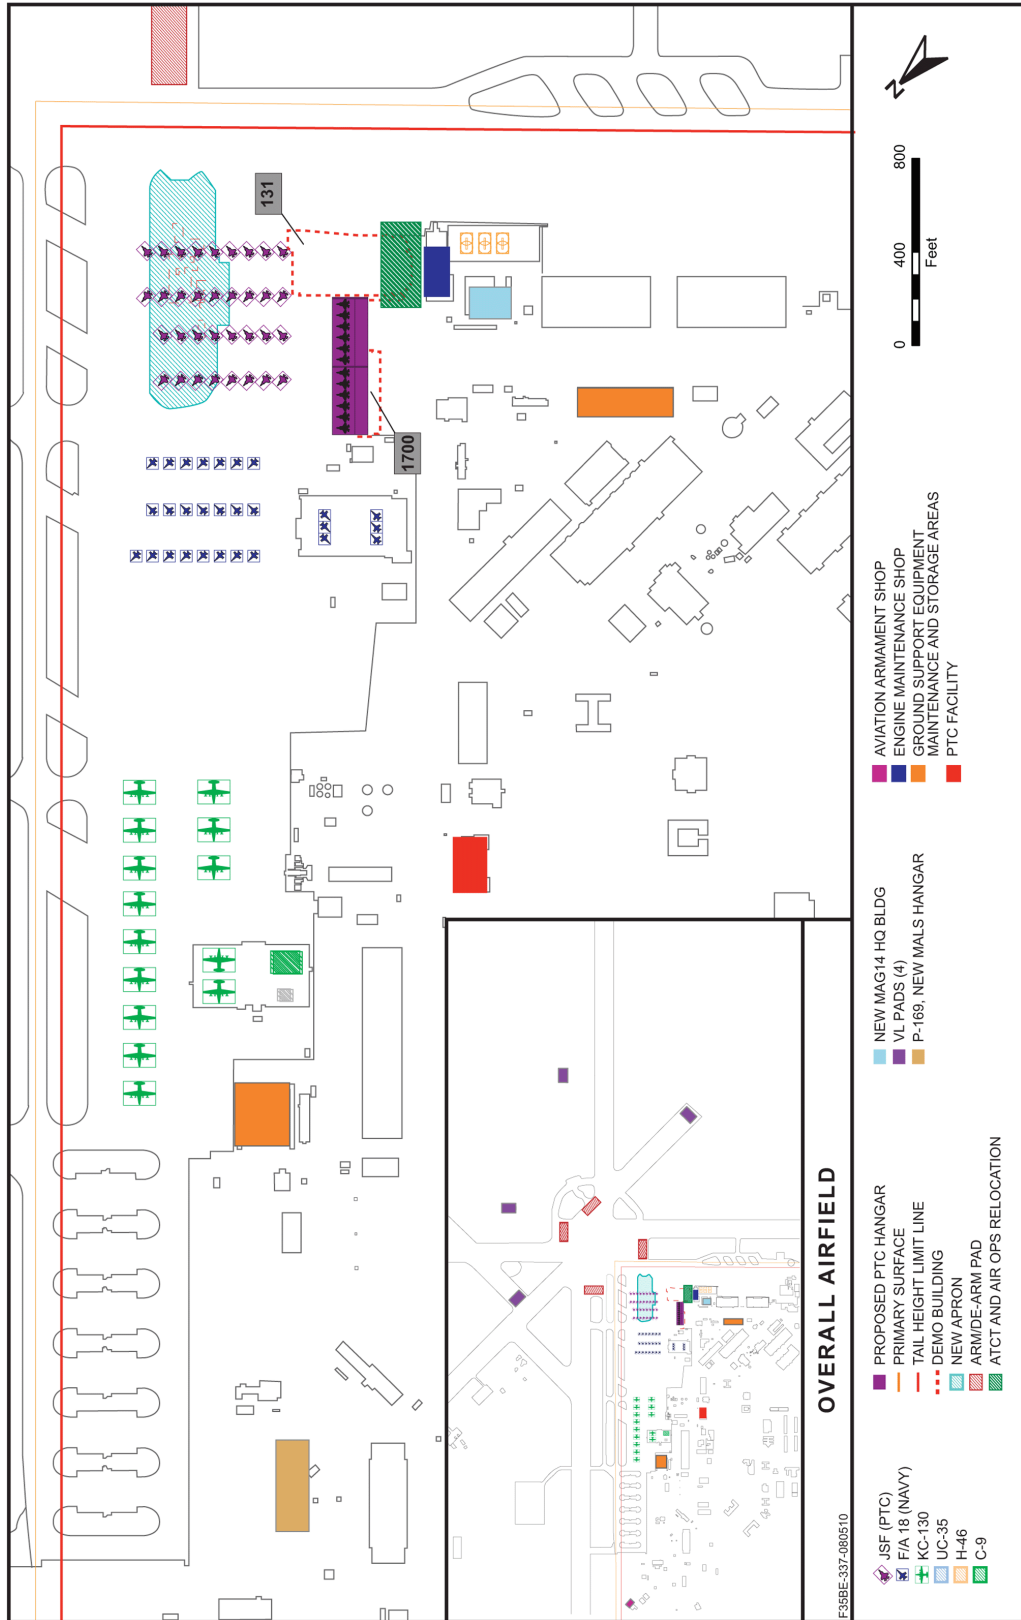 131
1700
N
0
400
800
Feet
OVERALL AIRFIELD
F35BE-337-080510
JSF (PTC)
F/A 18 (NAVY)
KC-130
UC-35
H-46
C-9
PROPOSED PTC HANGAR
PRIMARY SURFACE
TAIL HEIGHT LIMIT LINE
DEMO BUILDING
NEW APRON
ARM/DE-ARM PAD
ATCT AND AIR OPS RELOCATION
NEW MAG14 HQ BLDG
VL PADS (4)
P-169, NEW MALS HANGAR
AVIATION ARMAMENT SHOP
ENGINE MAINTENANCE SHOP
GROUND SUPPORT EQUIPMENT
MAINTENANCE AND STORAGE AREAS
PTC FACILITY